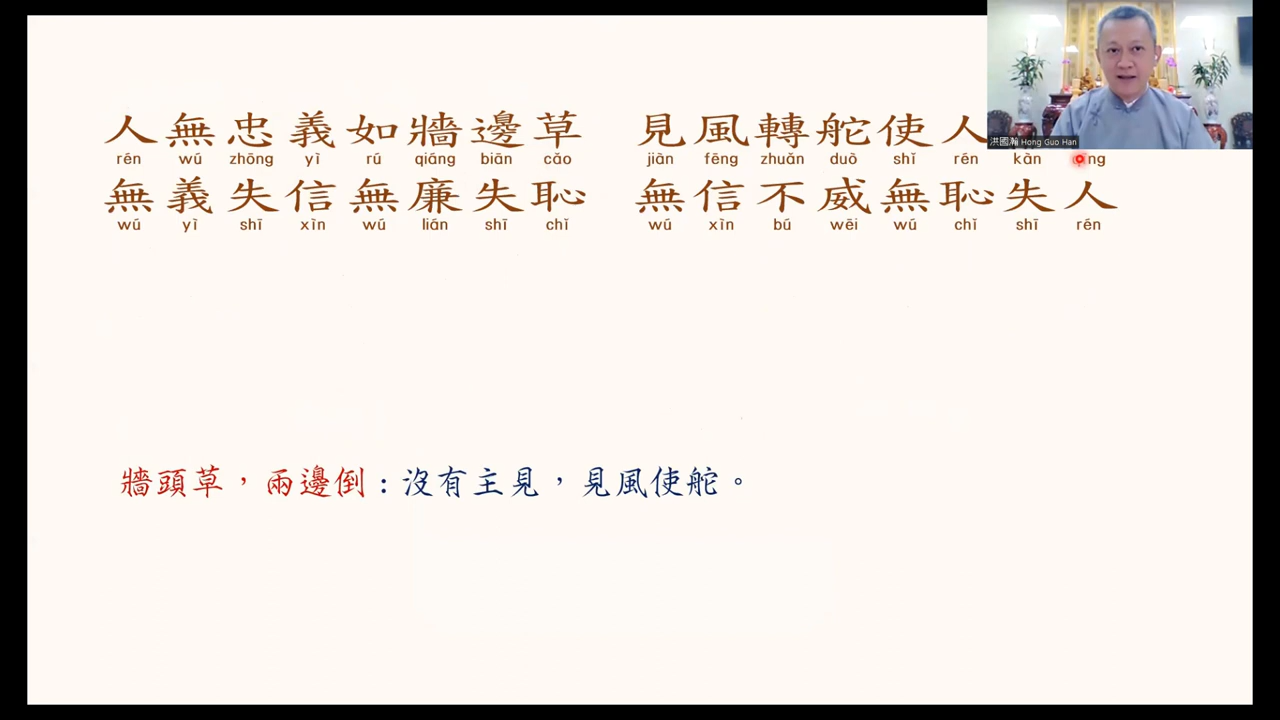 人無忠義如牆邊草 見風轉舵使人
rén wú zhōng yì rú qiáng biān cǎo jiàn fēng zhuǎn duò shǐ rén kàn
洪國瀚 Hong Guo Han
無義失信無廉失恥 無信不威無恥失人
wú yì shī xìn wú lián shī chǐ wú xìn bú wēi wú chǐ shī rén
牆頭草，兩邊倒：沒有主見，見風使舵。